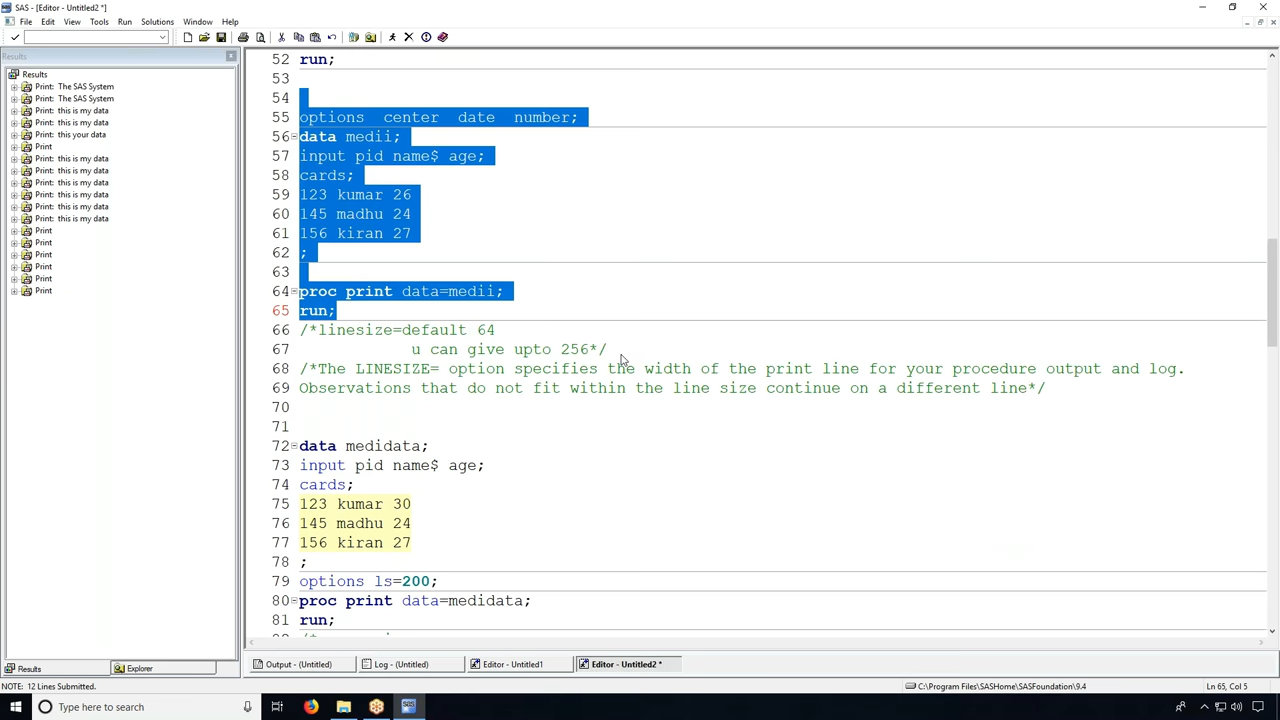 SAS - [Editor - Untitled2 *]
File Edit View Tools Run Solutions Window Help
Results
Results
Print: The SAS System
Print: The SAS System
Print: this is my data
Print: this is my data
Print: this your data
Print
Print: this is my data
Print: this is my data
Print: this is my data
Print: this is my data
Print: this is my data
Print: this is my data
Print
Print
Print
Print
Print
Print
52 run;
53
54
55 options center date number;
56 data medii;
57 input pid name$ age;
58 cards;
59 123 kumar 26
60 145 madhu 24
61 156 kiran 27
62 ;
63
64 proc print data=medii;
65 run;
66 /*linesize=default 64
67 u can give upto 256*/
68 /*The LINESIZE= option specifies the width of the print line for your procedure output and log.
69 Observations that do not fit within the line size continue on a different line*/
70
71
72 data medidata;
73 input pid name$ age;
74 cards;
75 123 kumar 30
76 145 madhu 24
77 156 kiran 27
78 ;
79 options ls=200;
80 proc print data=medidata;
81 run;
Results Explorer
Output - (Untitled) Log - (Untitled) Editor - Untitled1 Editor - Untitled2 *
NOTE: 12 Lines Submitted. C:\Program Files\SASHome\SASFoundation\9.4 Ln 65, Col 5
Type here to search